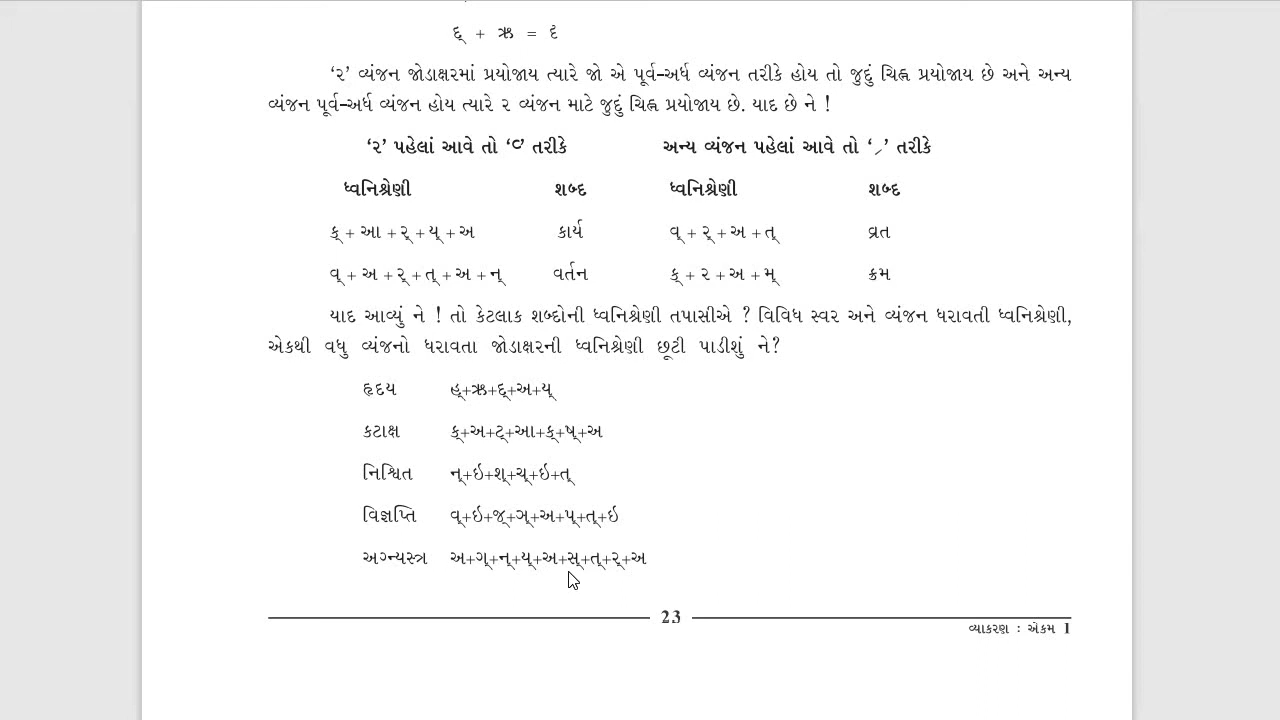 દ્ + ઋ = દૃ
‘ર’ વ્યંજન જોડાક્ષરમાં પ્રયોજાય ત્યારે જો એ પૂર્વ-અર્ધ વ્યંજન તરીકે હોય તો જુદું ચિહ્ન પ્રયોજાય છે અને અન્ય
વ્યંજન પૂર્વ-અર્ધ વ્યંજન હોય ત્યારે ર વ્યંજન માટે જુદું ચિહ્ન પ્રયોજાય છે. યાદ છે ને !
‘ર’ પહેલાં આવે તો ‘ર્’ તરીકે અન્ય વ્યંજન પહેલાં આવે તો ‘્ર’ તરીકે
ધ્વનિશ્રેણી શબ્દ ધ્વનિશ્રેણી શબ્દ
ક્ + આ + ર્ + ય્ + અ કાર્ય વ્ + ર્ + અ + ત્ વ્રત
વ્ + અ + ર્ + ત્ + અ + ન્ વર્તન ક્ + ર + અ + મ્ ક્રમ
યાદ આવ્યું ને ! તો કેટલાક શબ્દોની ધ્વનિશ્રેણી તપાસીએ ? વિવિધ સ્વર અને વ્યંજન ધરાવતી ધ્વનિશ્રેણી,
એકથી વધુ વ્યંજનો ધરાવતા જોડાક્ષરની ધ્વનિશ્રેણી છૂટી પાડીશું ને?
હૃદય હ્+ઋ+દ્+અ+ય્
કટાક્ષ ક્+અ+ટ્+આ+ક્+ષ્+અ
નિશ્ચિત ન્+ઇ+શ્+ચ્+ઇ+ત્
વિજ્ઞપ્તિ વ્+ઇ+જ્+ઞ્+અ+પ્+ત્+ઇ
અગ્ન્યસ્ત્ર અ+ગ્+ન્+ય્+અ+સ્+ત્+ર્+અ
23
વ્યાકરણ : એકમ 1